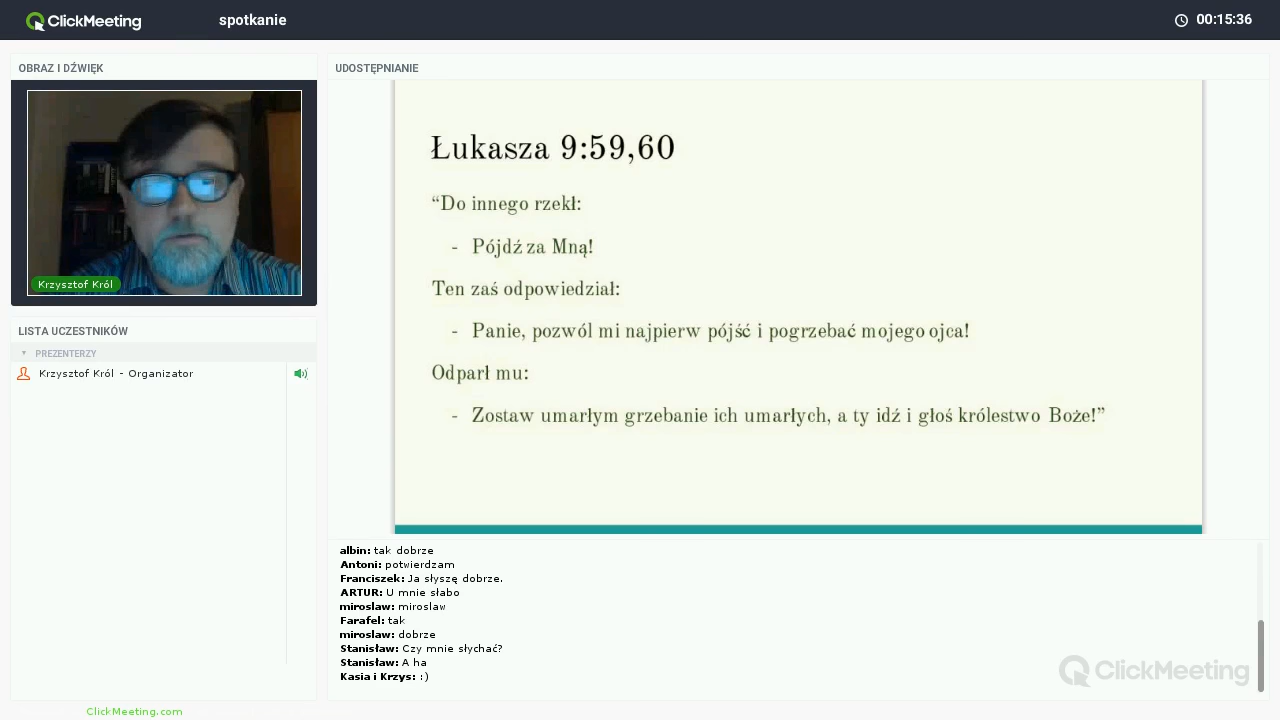 ClickMeeting
spotkanie
00:15:36
OBRAZ I DŹWIĘK
Krzysztof Król
LISTA UCZESTNIKÓW
PREZENTERZY
Krzysztof Król - Organizator
ClickMeeting.com
UDOSTĘPNIANIE
Łukasza 9:59,60
“Do innego rzekł:
- Pójdź za Mną!
Ten zaś odpowiedział:
- Panie, pozwól mi najpierw pójść i pogrzebać mojego ojca!
Odparł mu:
- Zostaw umarłym grzebanie ich umarłych, a ty idź i głoś królestwo Boże!”
albin: tak dobrze
Antoni: potwierdzam
Franciszek: Ja słyszę dobrze.
ARTUR: U mnie słabo
miroslaw: miroslaw
Farafel: tak
miroslaw: dobrze
Stanisław: Czy mnie słychać?
Stanisław: A ha
Kasia i Krzys: :)
ClickMeeting